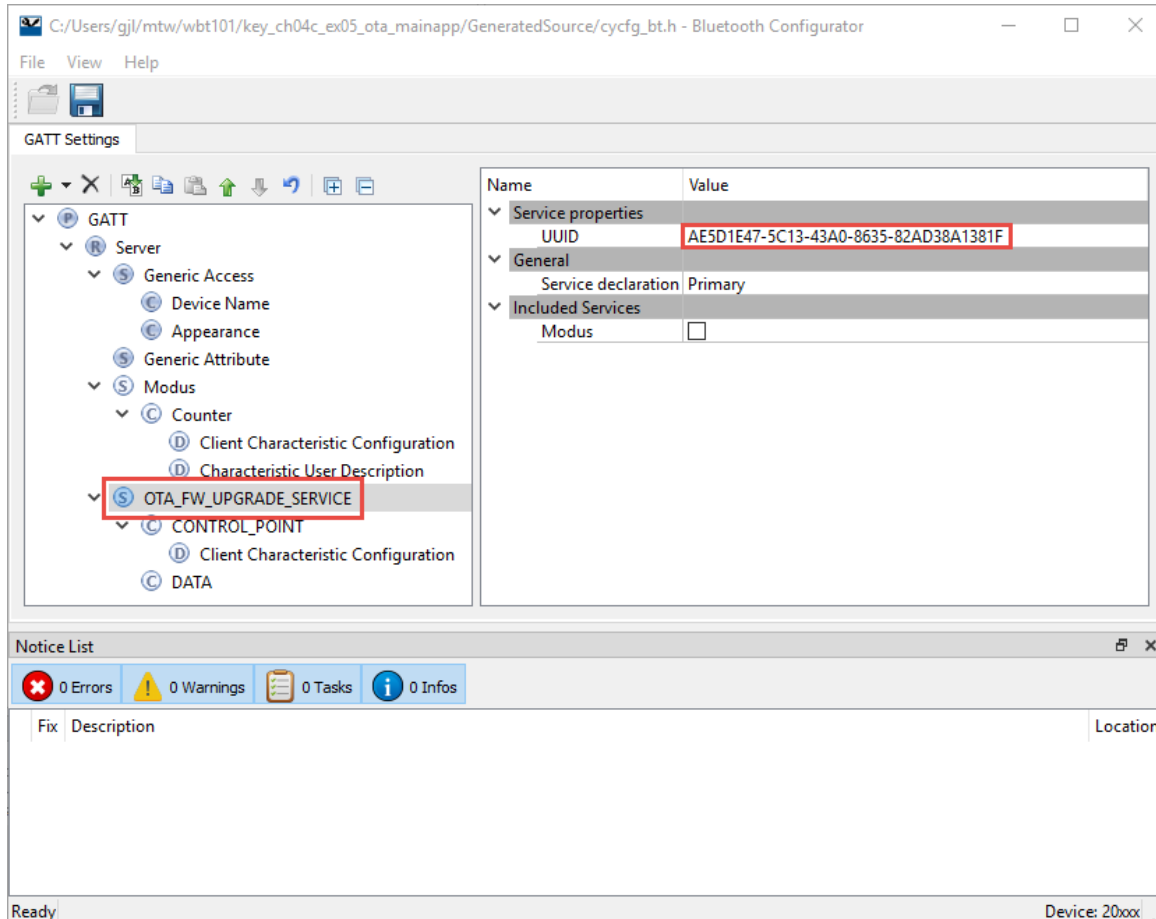 C:/Users/gjl/mtw/wbt101/key_ch04c_ex05_ota_mainapp/GeneratedSource/cycfg_bt.h - Bluetooth Configurator
File View Help
GATT Settings
P GATT
R Server
S Generic Access
C Device Name
C Appearance
S Generic Attribute
S Modus
C Counter
D Client Characteristic Configuration
D Characteristic User Description
S OTA_FW_UPGRADE_SERVICE
C CONTROL_POINT
D Client Characteristic Configuration
C DATA
Name Value
Service properties
UUID AE5D1E47-5C13-43A0-8635-82AD38A1381F
General
Service declaration Primary
Included Services
Modus
Notice List
0 Errors 0 Warnings 0 Tasks 0 Infos
Fix Description Location
Ready Device: 20xxx